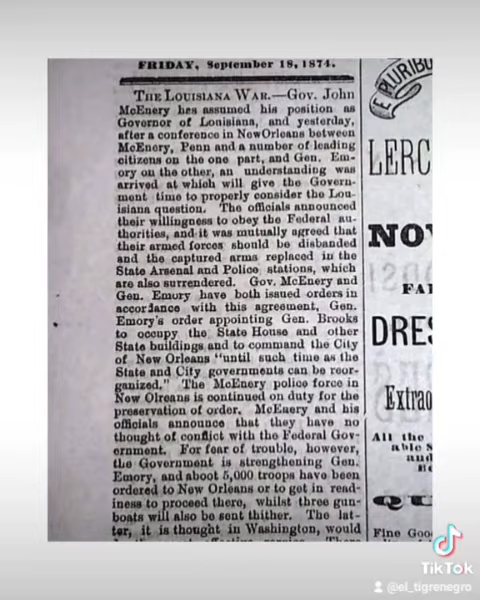 FRIDAY, September 18, 1874.
THE LOUISIANA WAR.—Gov. John
McEnery has assumed his position as
Governor of Louisiana, and yesterday,
after a conference in NewOrleans between
McEnery, Penn and a number of leading
citizens on the one part, and Gen. Em-
ory on the other, an understanding was
arrived at which will give the Govern-
ment time to properly consider the Lou-
isiana question. The officials announced
their willingness to obey the Federal au-
thorities, and it was mutually agreed that
their armed forces should be disbanded
and the captured arms replaced in the
State Arsenal and Police stations, which
are also surrendered. Gov. McEnery and
Gen. Emory have both issued orders in
accordance with this agreement, Gen.
Emory's order appointing Gen. Brooks
to occupy the State House and other
State buildings and to command the City
of New Orleans "until such time as the
State and City governments can be reor-
ganized." The McEnery police force in
New Olreans is continued on duty for the
preservation of order. McEnery and his
officials announce that they have no
thought of conflict with the Federal Gov-
ernment. For fear of trouble, however,
the Government is strengthening Gen.
Emory, and aboot 5,000 troops have been
ordered to New Orleans or to get in read-
iness to proceed there, whilst three gun-
boats will also be sent thither. The lat-
ter, it is thought in Washington, would
E PLURIBU
LERC
NOV
FA
DRES
Extrao
All the
able S
and
QU
Fine Goo
TikTok
@el_tigrenegro